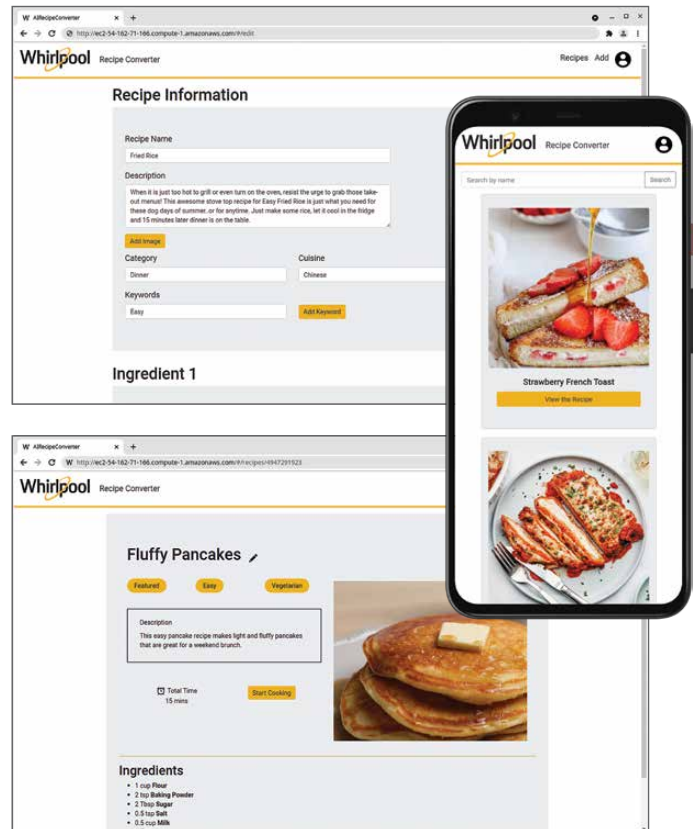 W AllRecipeConverter × +
http://ec2-54-162-71-166.compute-1.amazonaws.com/#/edit
Whirlpool Recipe Converter Recipes Add
Recipe Information
Recipe Name
Fried Rice
Description
When it is just too hot to grill or even turn on the oven, resist the urge to grab those take-
out menus! This awesome stove top recipe for Easy Fried Rice is just what you need for
these dog days of summer, or for anytime. Just make some rice, let it cool in the fridge
and 15 minutes later dinner is on the table.
Add Image
Category Cuisine
Dinner Chinese
Keywords
Easy Add Keyword
Ingredient 1
Whirlpool Recipe Converter
Search by name Search
Strawberry French Toast
View the Recipe
W AllRecipeConverter × +
W http://ec2-54-162-71-166.compute-1.amazonaws.com/#/recipes/4947291523
Whirlpool Recipe Converter
Fluffy Pancakes
Featured Easy Vegetarian
Description
This easy pancake recipe makes light and fluffy pancakes
that are great for a weekend brunch.
Total Time
15 mins
Start Cooking
Ingredients
• 1 cup Flour
• 2 tsp Baking Powder
• 2 Tbsp Sugar
• 0.5 tsp Salt
• 0.5 cup Milk